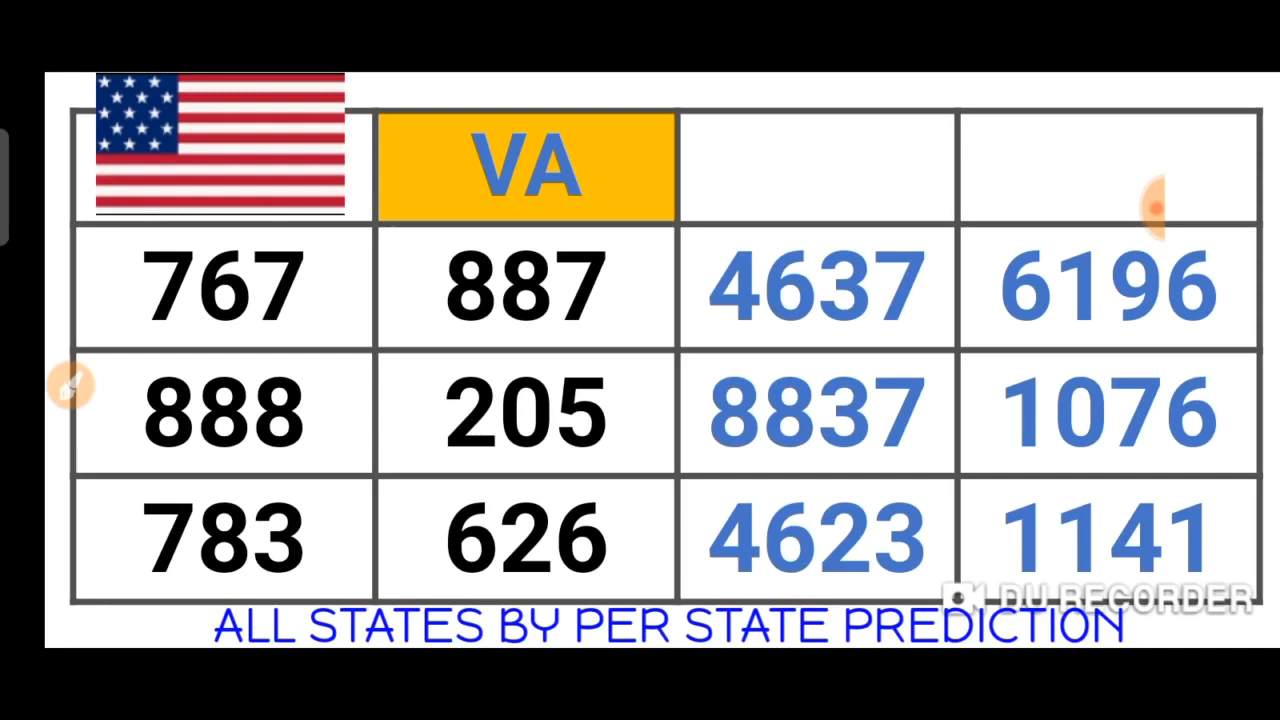 VA
767 887 4637 6196
888 205 8837 1076
783 626 4623 1141
DU RECORDER
ALL STATES BY PER STATE PREDICTION